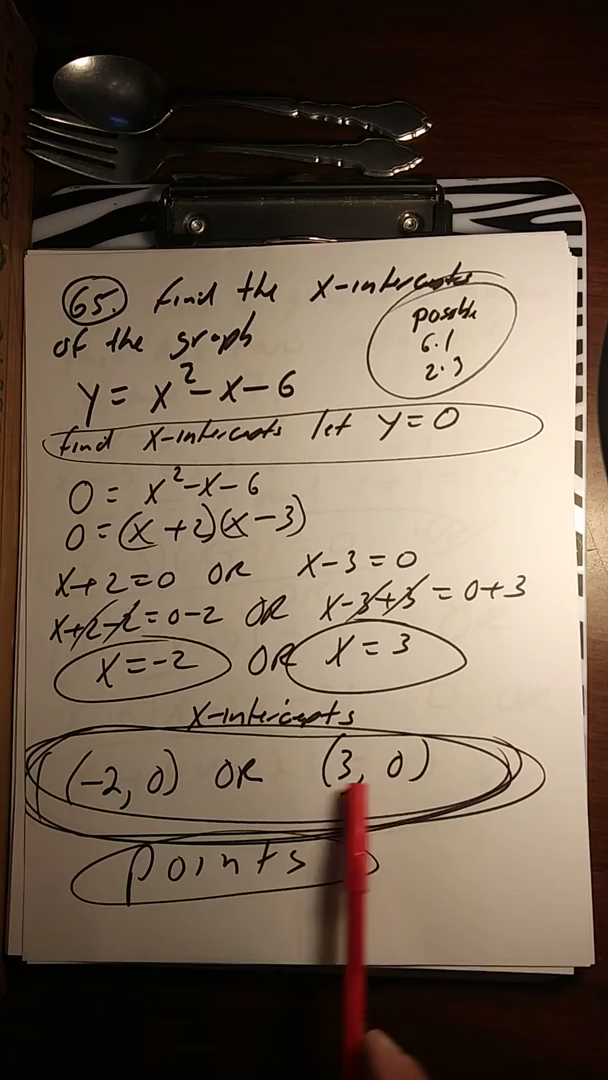 65. Find the x-intercepts
of the graph
possible
6·1
2·3
y = x² - x - 6
find x-intercepts let y = 0
0 = x² - x - 6
0 = (x + 2)(x - 3)
x + 2 = 0 OR x - 3 = 0
x + 2 - 2 = 0 - 2 OR x - 3 + 3 = 0 + 3
x = -2 OR x = 3
x-intercepts
(-2, 0) OR (3, 0)
points